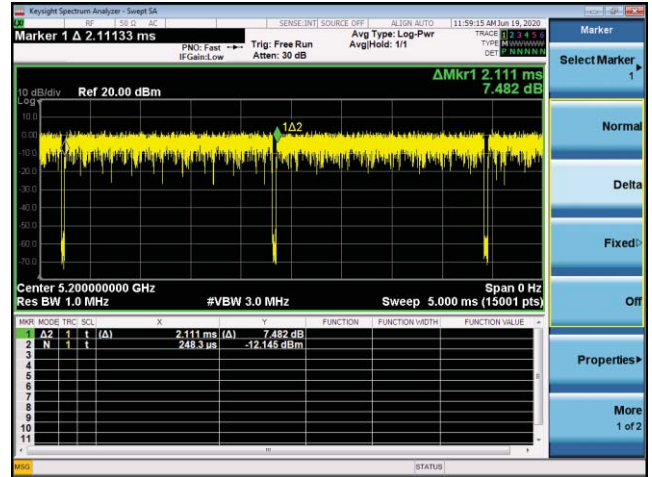 Keysight Spectrum Analyzer - Swept SA
RF 50 Ω AC SENSE:INT SOURCE OFF ALIGN AUTO 11:59:15 AM Jun 19, 2020
Marker 1 Δ 2.11133 ms
PNO: Fast
IFGain:Low
Trig: Free Run
Atten: 30 dB
Avg Type: Log-Pwr
Avg|Hold: 1/1
TRACE 1 2 3 4 5 6
TYPE M WWWWW
DET P N N N N N
ΔMkr1 2.111 ms
7.482 dB
10 dB/div Ref 20.00 dBm
Log
10.0
0.00
-10.0
-20.0
-30.0
-40.0
-50.0
-60.0
-70.0
1Δ2
Center 5.200000000 GHz Span 0 Hz
Res BW 1.0 MHz #VBW 3.0 MHz Sweep 5.000 ms (15001 pts)
MKR MODE TRC SCL X Y FUNCTION FUNCTION WIDTH FUNCTION VALUE
1 Δ2 1 t (Δ) 2.111 ms (Δ) 7.482 dB
2 N 1 t 248.3 µs -12.145 dBm
3
4
5
6
7
8
9
10
11
MSG STATUS
Marker
Select Marker
1
Normal
Delta
Fixed
Off
Properties
More
1 of 2